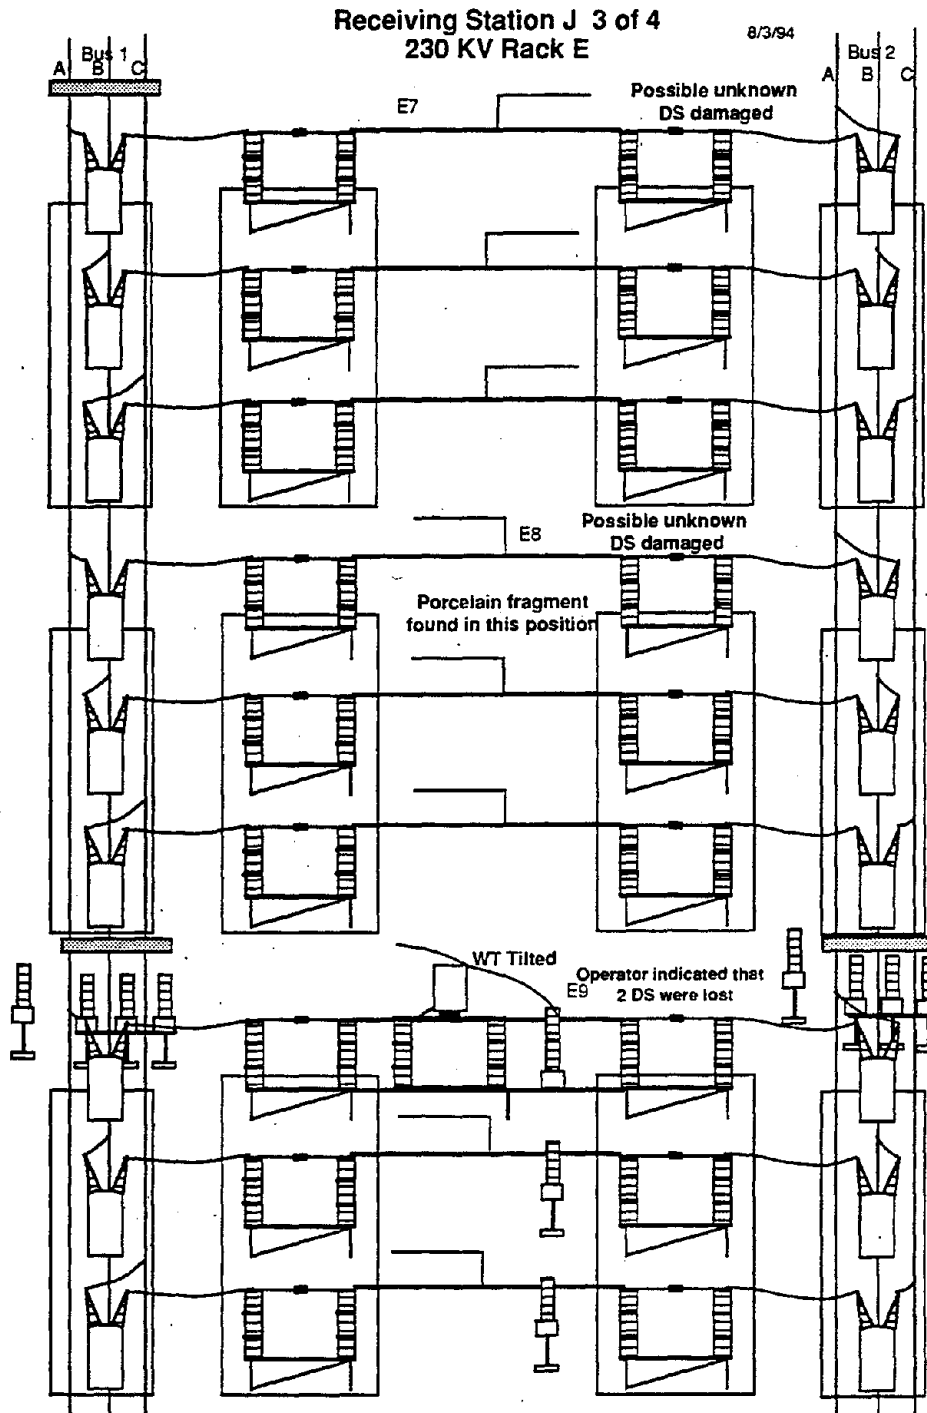 Receiving Station J 3 of 4
230 KV Rack E
8/3/94
Bus 1
A B C
Bus 2
A B C
E7
Possible unknown
DS damaged
E8
Possible unknown
DS damaged
Porcelain fragment
found in this position
WT Tilted
E9
Operator indicated that
2 DS were lost